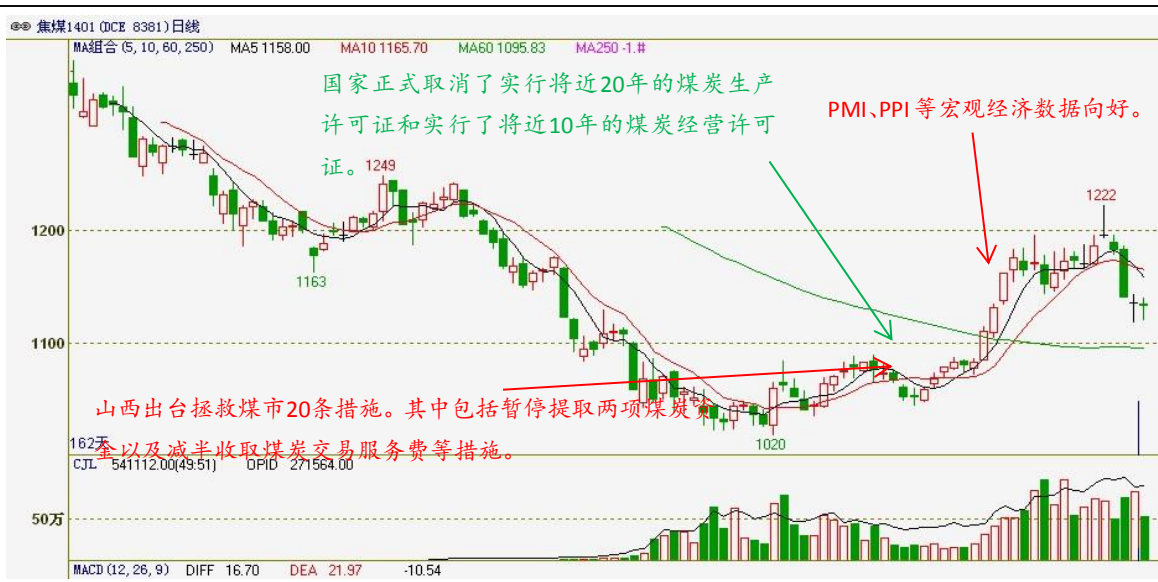 焦煤1401(DCE 8381)日线
MA组合(5,10,60,250) MA5 1158.00 MA10 1165.70 MA60 1095.83 MA250 -1.#
国家正式取消了实行将近20年的煤炭生产
许可证和实行了将近10年的煤炭经营许可
证。
PMI、PPI 等宏观经济数据向好。
1249
1222
1200
1163
1100
山西出台拯救煤市20条措施。其中包括暂停提取两项煤炭资
金以及减半收取煤炭交易服务费等措施。
1020
162天
CJL 541112.00(49:51) OPID 271564.00
50万
MACD(12,26,9) DIFF 16.70 DEA 21.97 -10.54